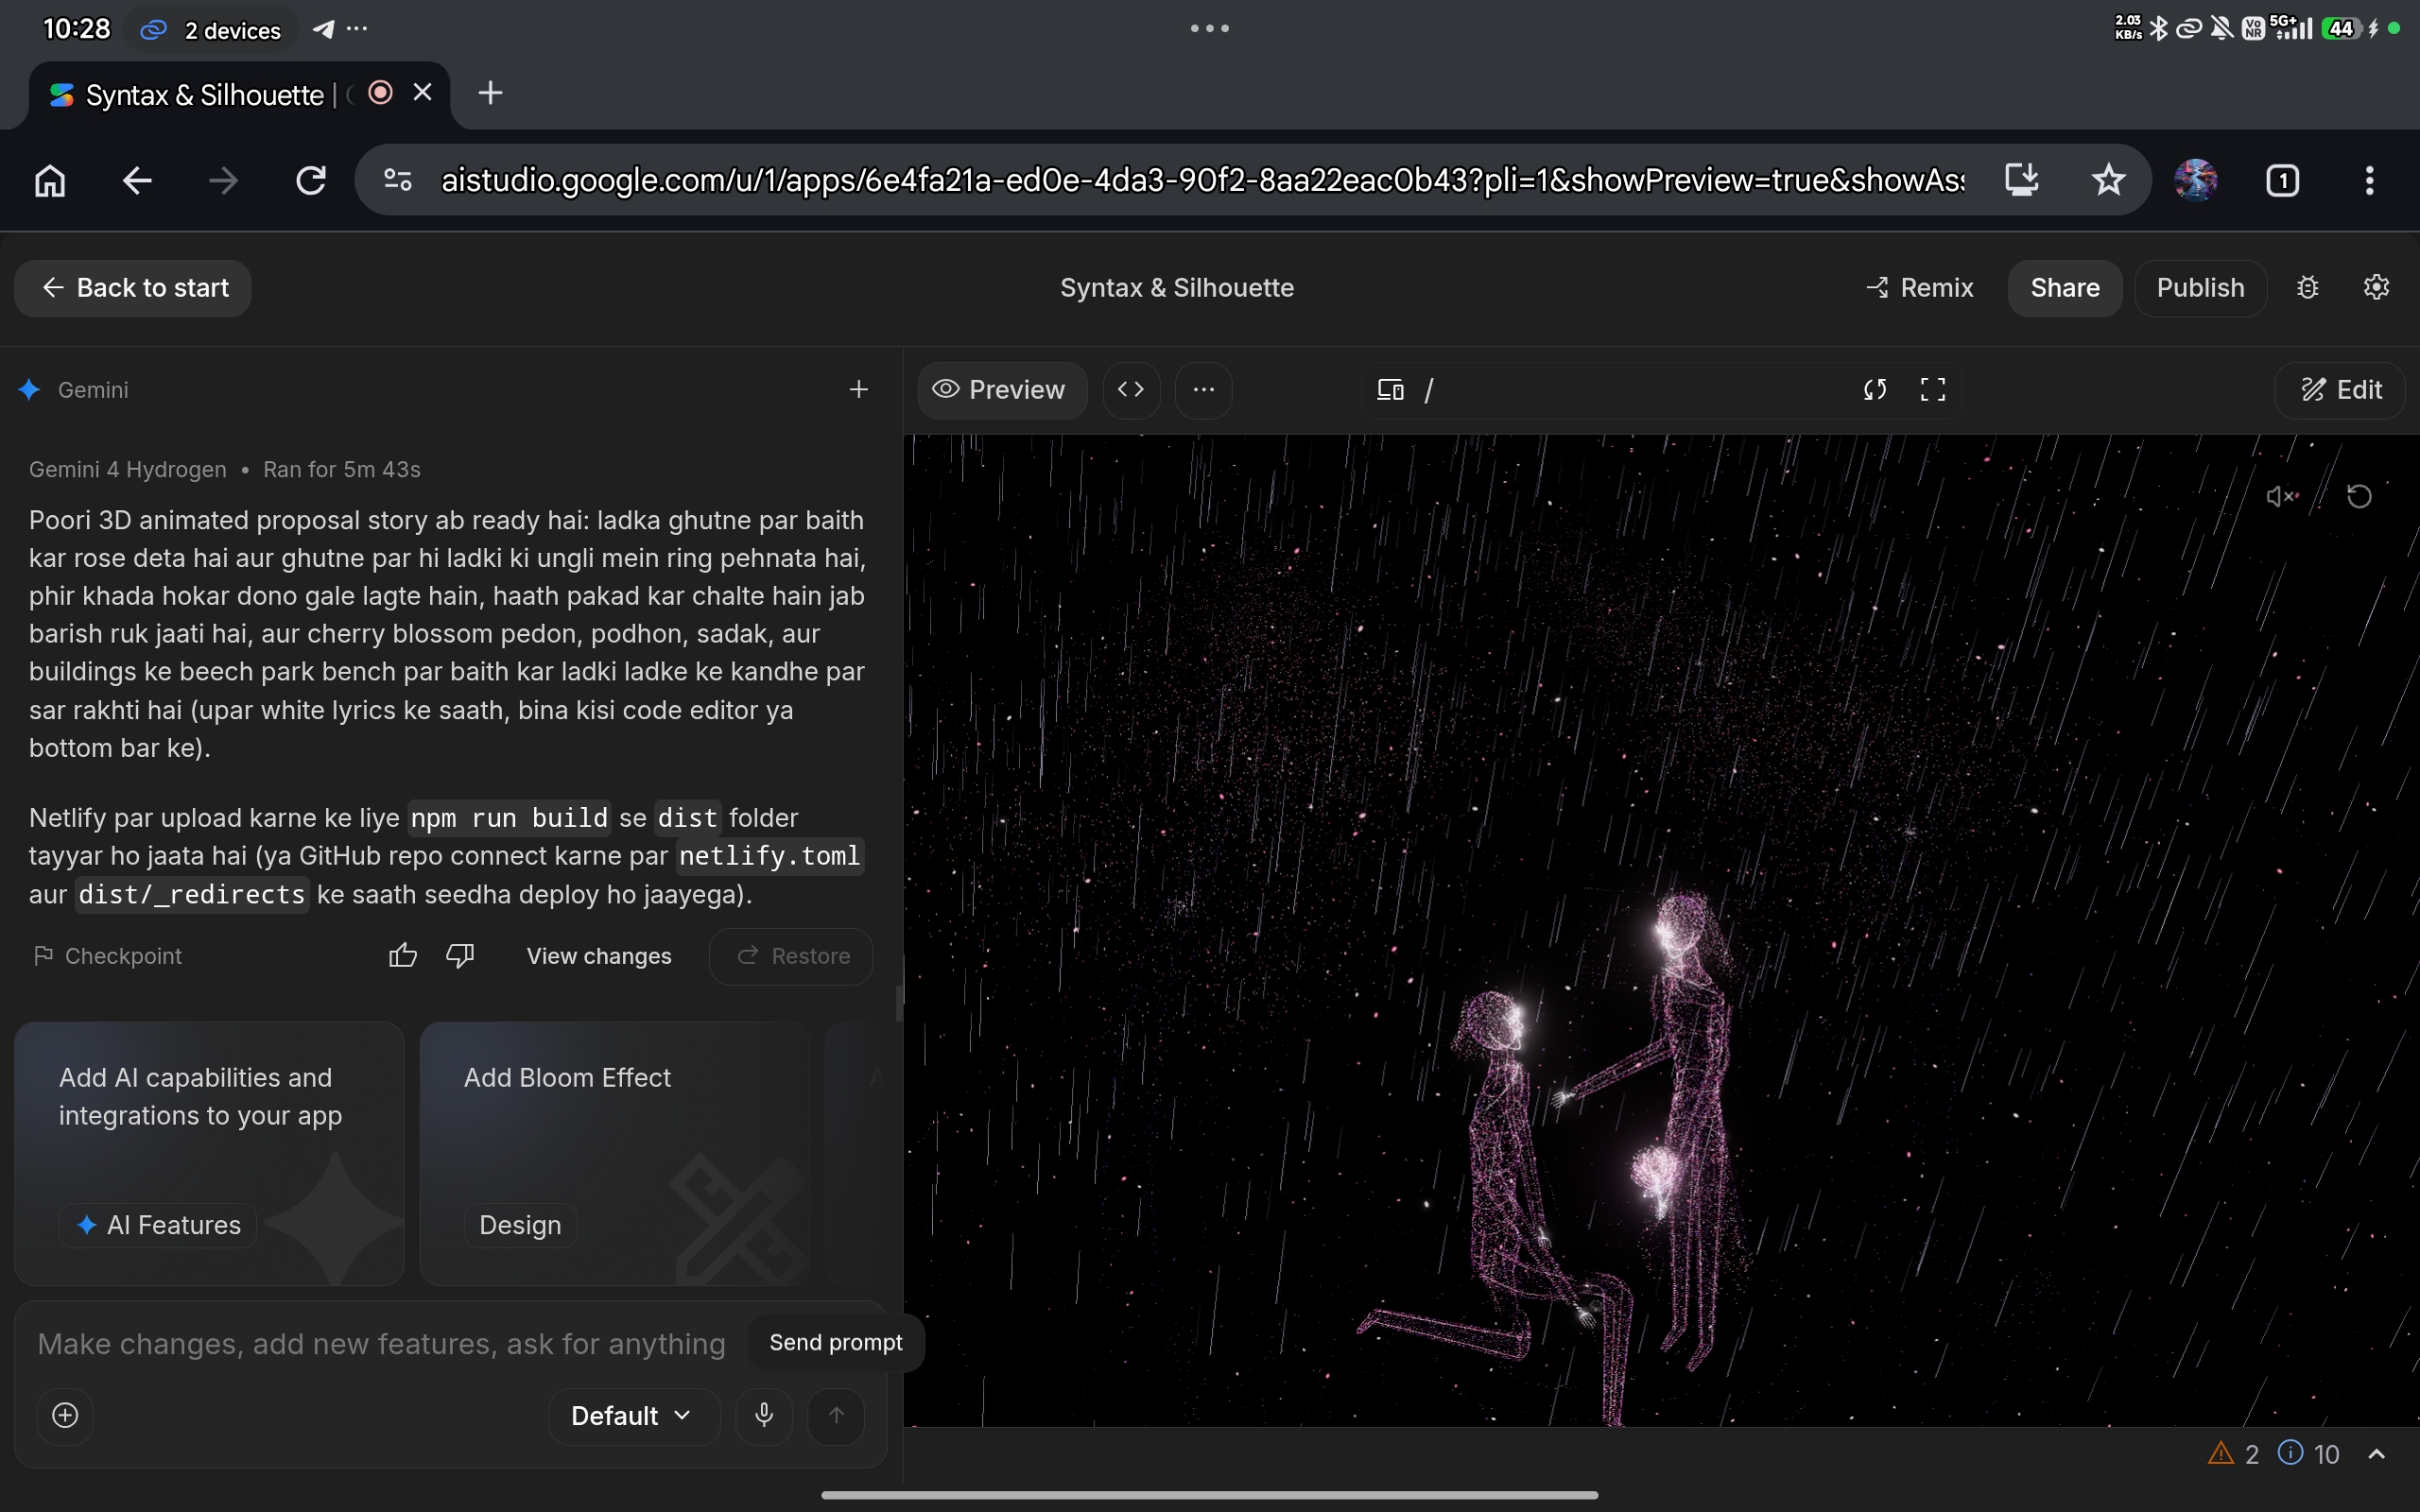 10:28
2 devices
2.03
KB/s
Vo
NR
5G+
44
Syntax & Silhouette |
aistudio.google.com/u/1/apps/6e4fa21a-ed0e-4da3-90f2-8aa22eac0b43?pli=1&showPreview=true&showAss
1
Back to start
Syntax & Silhouette
Remix
Share
Publish
Gemini
Preview
/
Edit
Gemini 4 Hydrogen • Ran for 5m 43s
Poori 3D animated proposal story ab ready hai: ladka ghutne par baith
kar rose deta hai aur ghutne par hi ladki ki ungli mein ring pehnata hai,
phir khada hokar dono gale lagte hain, haath pakad kar chalte hain jab
barish ruk jaati hai, aur cherry blossom pedon, podhon, sadak, aur
buildings ke beech park bench par baith kar ladki ladke ke kandhe par
sar rakhti hai (upar white lyrics ke saath, bina kisi code editor ya
bottom bar ke).
Netlify par upload karne ke liye npm run build se dist folder
tayyar ho jaata hai (ya GitHub repo connect karne par netlify.toml
aur dist/_redirects ke saath seedha deploy ho jaayega).
Checkpoint
View changes
Restore
Add AI capabilities and
integrations to your app
AI Features
Add Bloom Effect
Design
A
Make changes, add new features, ask for anything
Send prompt
Default
2
10